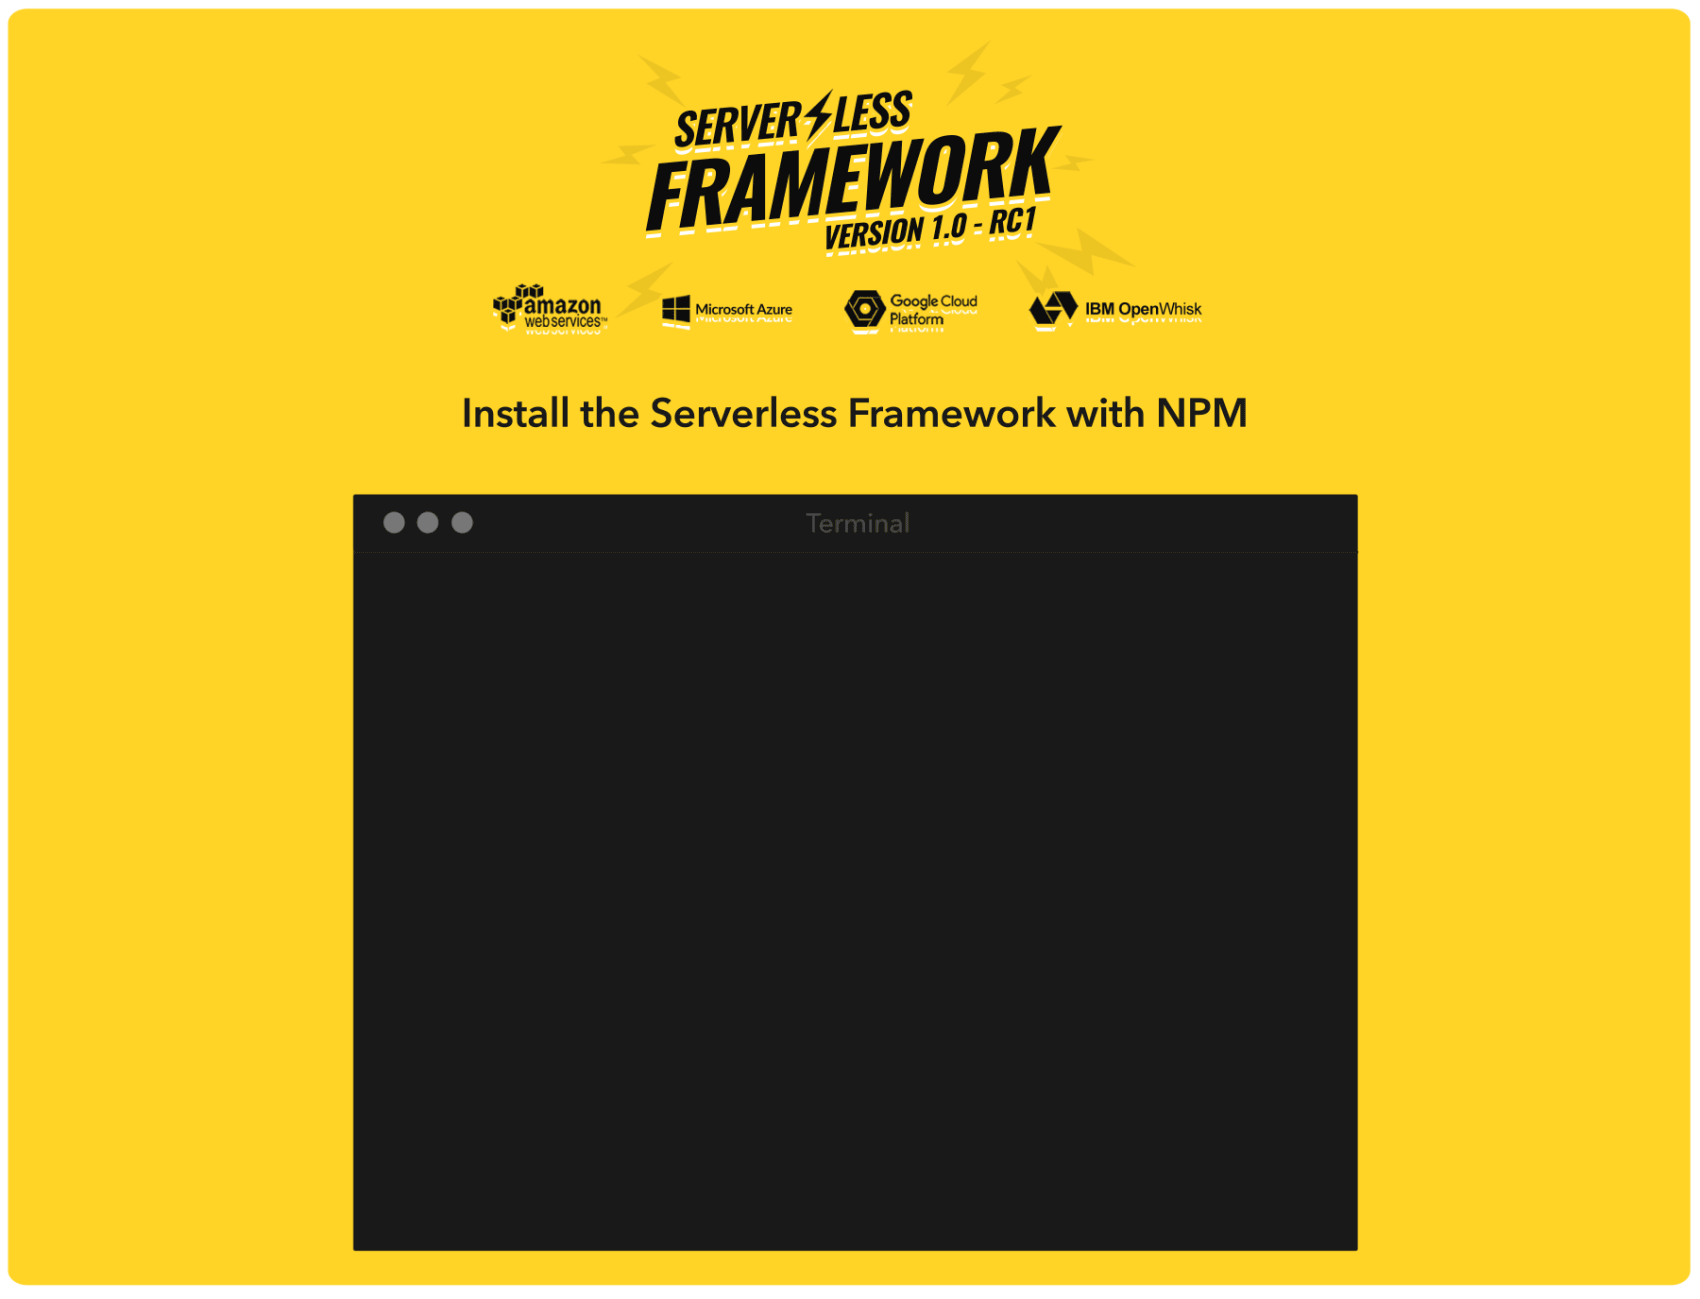 SERVERLESS
FRAMEWORK
VERSION 1.0 - RC1
amazon
webservices™
Microsoft Azure
Google Cloud
Platform
IBM OpenWhisk
Install the Serverless Framework with NPM
Terminal